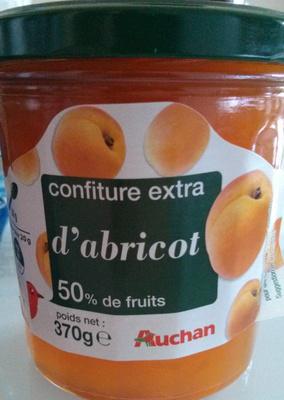 confiture extra
d'abricot
50% de fruits
poids net :
370g e
Auchan